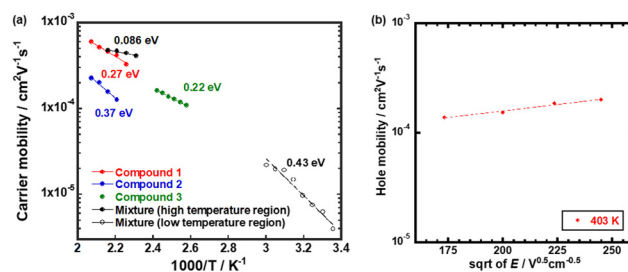 (a)
Carrier mobility / cm²V⁻¹s⁻¹
1x10⁻³
1x10⁻⁴
1x10⁻⁵
0.086 eV
0.27 eV
0.22 eV
0.37 eV
0.43 eV
Compound 1
Compound 2
Compound 3
Mixture (high temperature region)
Mixture (low temperature region)
2 2.2 2.4 2.6 2.8 3 3.2 3.4
1000/T / K⁻¹
(b)
Hole mobility / cm²V⁻¹s⁻¹
10⁻³
10⁻⁴
10⁻⁵
403 K
175 200 225 250
sqrt of E / V⁰·⁵cm⁻⁰·⁵